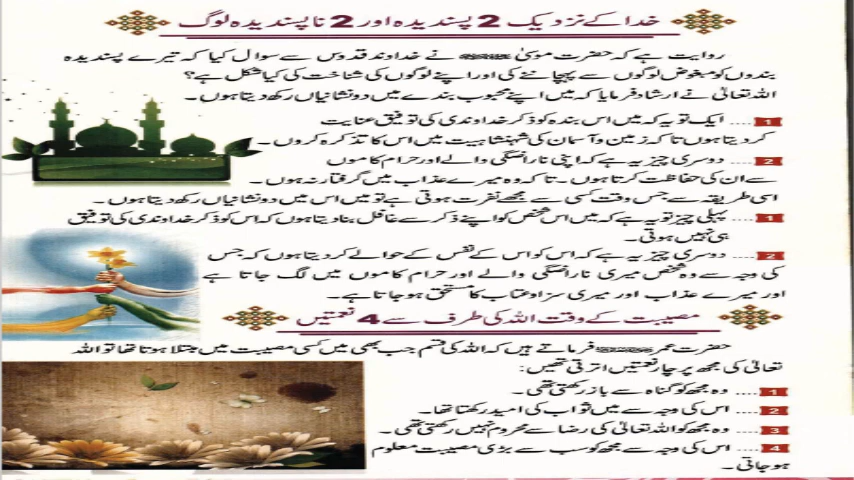 خدا کے نزدیک 2 پسندیدہ اور 2 ناپسندیدہ لوگ
روایت ہے کہ حضرت موسیٰ نے خداوند قدوس سے سوال کیا کہ تیرے پسندیدہ
بندوں کو مبغوض لوگوں سے پہچاننے کی اور اپنے لوگوں کی شناخت کی کیا شکل ہے؟
اللہ تعالیٰ نے ارشاد فرمایا کہ میں اپنے محبوب بندے میں دو نشانیاں رکھ دیتا ہوں۔
1 .... ایک تو یہ کہ میں اس بندہ کو ذکر خداوندی کی توفیق عنایت
کر دیتا ہوں تاکہ زمین و آسمان کی شہنشاہیت میں اس کا تذکرہ کروں۔
2 .... دوسری چیز یہ ہے کہ اپنی ناراضگی والے اور حرام کاموں
سے ان کی حفاظت کرتا ہوں۔ تاکہ وہ میرے عذاب میں گرفتار نہ ہوں۔
اسی طریقہ سے جس وقت کسی سے مجھے نفرت ہوتی ہے تو میں اس میں دو نشانیاں رکھ دیتا ہوں۔
1 .... پہلی چیز تو یہ ہے کہ میں اس شخص کو اپنے ذکر سے غافل بنا دیتا ہوں کہ اس کو ذکر خداوندی کی توفیق
ہی نہیں ہوتی۔
2 .... دوسری چیز یہ ہے کہ اس کو اس کے نفس کے حوالے کر دیتا ہوں کہ جس
کی وجہ سے وہ شخص میری ناراضگی والے اور حرام کاموں میں لگ جاتا ہے
اور میرے عذاب اور میری سزا و عتاب کا مستحق ہو جاتا ہے۔
مصیبت کے وقت اللہ کی طرف سے 4 نعمتیں
حضرت عمر فرماتے ہیں کہ اللہ کی قسم جب بھی میں کسی مصیبت میں مبتلا ہوتا تھا تو اللہ
تعالیٰ کی مجھ پر چار نعمتیں اترتی تھیں:
1 .... وہ مجھ کو گناہ سے باز رکھتی تھی۔
2 .... اس کی وجہ سے میں ثواب کی امید رکھتا تھا۔
3 .... وہ مجھ کو اللہ تعالیٰ کی رضا سے محروم نہیں رکھتی تھی۔
4 .... اس کی وجہ سے مجھ کو سب سے بڑی مصیبت معلوم
ہو جاتی۔